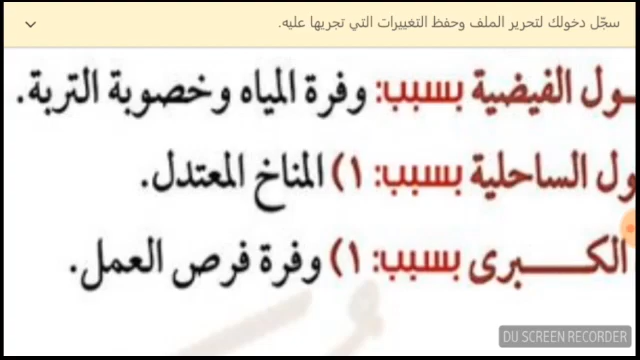 سجّل دخولك لتحرير الملف وحفظ التغييرات التي تجريها عليه.
الفيضية بسبب: وفرة المياه وخصوبة التربة.
الساحلية بسبب: ١) المناخ المعتدل.
الكبرى بسبب: ١) وفرة فرص العمل.
DU SCREEN RECORDER